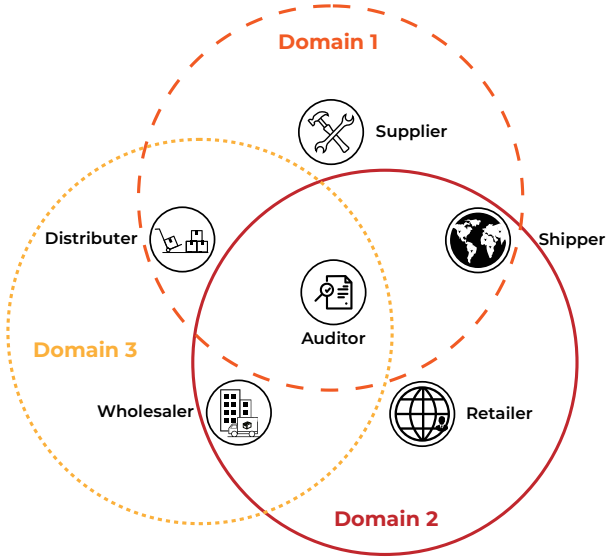 Domain 1
Supplier
Distributer
Shipper
Auditor
Domain 3
Wholesaler
Retailer
Domain 2